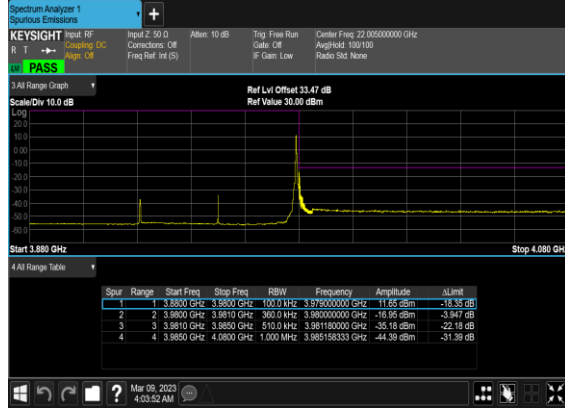 Spectrum Analyzer 1
Spurious Emissions
+
KEYSIGHT Input: RF Input Z: 50 Ω Atten: 10 dB Trig: Free Run Center Freq: 22.005000000 GHz
R T Coupling: DC Corrections: Off Gate: Off Avg|Hold: 100/100
Align: Off Freq Ref: Int (S) IF Gain: Low Radio Std: None
PASS
3 All Range Graph
Ref Lvl Offset 33.47 dB
Scale/Div 10.0 dB Ref Value 30.00 dBm
Log
20.0
10.0
0.00
-10.0
-20.0
-30.0
-40.0
-50.0
-60.0
Start 3.880 GHz Stop 4.080 GH
4 All Range Table
Spur Range Start Freq Stop Freq RBW Frequency Amplitude ΔLimit
1 1 3.8800 GHz 3.9800 GHz 100.0 kHz 3.979000000 GHz 11.65 dBm -18.35 dB
2 2 3.9800 GHz 3.9810 GHz 360.0 kHz 3.980000000 GHz -16.95 dBm -3.947 dB
3 3 3.9810 GHz 3.9850 GHz 510.0 kHz 3.981180000 GHz -35.18 dBm -22.18 dB
4 4 3.9850 GHz 4.0800 GHz 1.000 MHz 3.985158333 GHz -44.39 dBm -31.39 dB
? Mar 09, 2023
4:03:52 AM